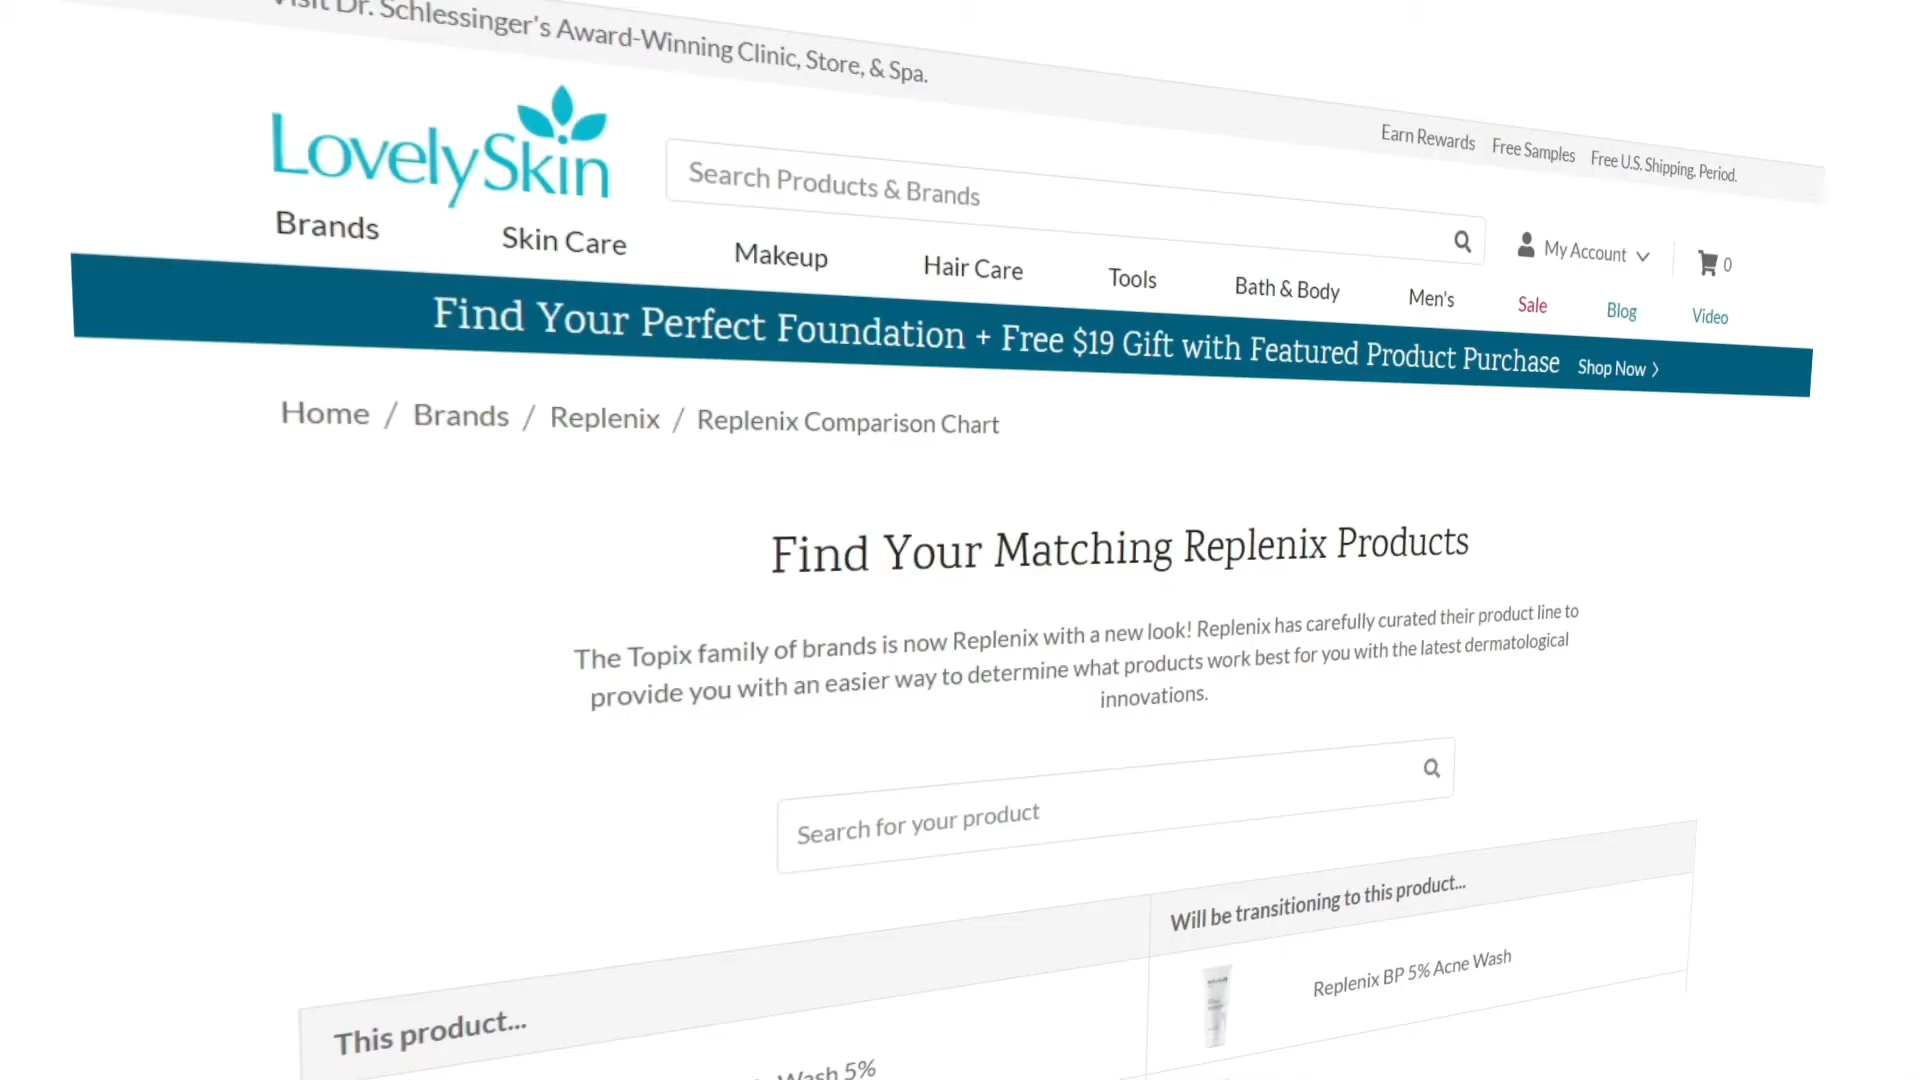 Dr. Schlessinger's Award-Winning Clinic, Store, & Spa.
Earn Rewards Free Samples Free U.S. Shipping. Period.
LovelySkin
Search Products & Brands
My Account 0
Brands Skin Care Makeup Hair Care Tools Bath & Body Men's Sale Blog Video
Find Your Perfect Foundation + Free $19 Gift with Featured Product Purchase Shop Now >
Home / Brands / Replenix / Replenix Comparison Chart
Find Your Matching Replenix Products
The Topix family of brands is now Replenix with a new look! Replenix has carefully curated their product line to
provide you with an easier way to determine what products work best for you with the latest dermatological
innovations.
Search for your product
This product... Will be transitioning to this product...
Wash 5% Replenix BP 5% Acne Wash